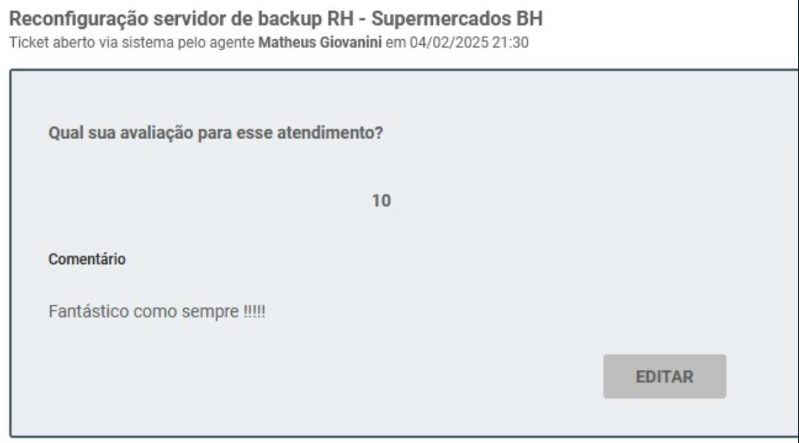 Reconfiguração servidor de backup RH - Supermercados BH
Ticket aberto via sistema pelo agente Matheus Giovanini em 04/02/2025 21:30
Qual sua avaliação para esse atendimento?
10
Comentário
Fantástico como sempre !!!!!
EDITAR